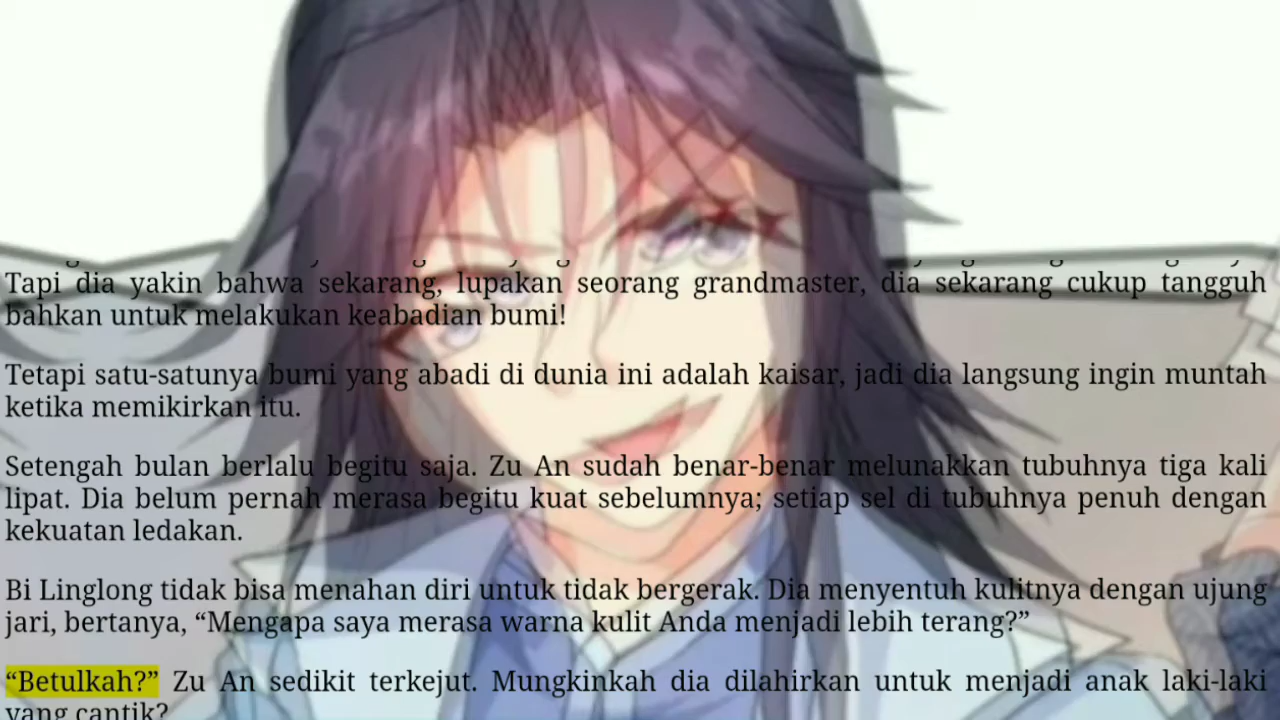 Tapi dia yakin bahwa sekarang, lupakan seorang grandmaster, dia sekarang cukup tangguh
bahkan untuk melakukan keabadian bumi!
Tetapi satu-satunya bumi yang abadi di dunia ini adalah kaisar, jadi dia langsung ingin muntah
ketika memikirkan itu.
Setengah bulan berlalu begitu saja. Zu An sudah benar-benar melunakkan tubuhnya tiga kali
lipat. Dia belum pernah merasa begitu kuat sebelumnya; setiap sel di tubuhnya penuh dengan
kekuatan ledakan.
Bi Linglong tidak bisa menahan diri untuk tidak bergerak. Dia menyentuh kulitnya dengan ujung
jari, bertanya, “Mengapa saya merasa warna kulit Anda menjadi lebih terang?”
“Betulkah?” Zu An sedikit terkejut. Mungkinkah dia dilahirkan untuk menjadi anak laki-laki
yang cantik?